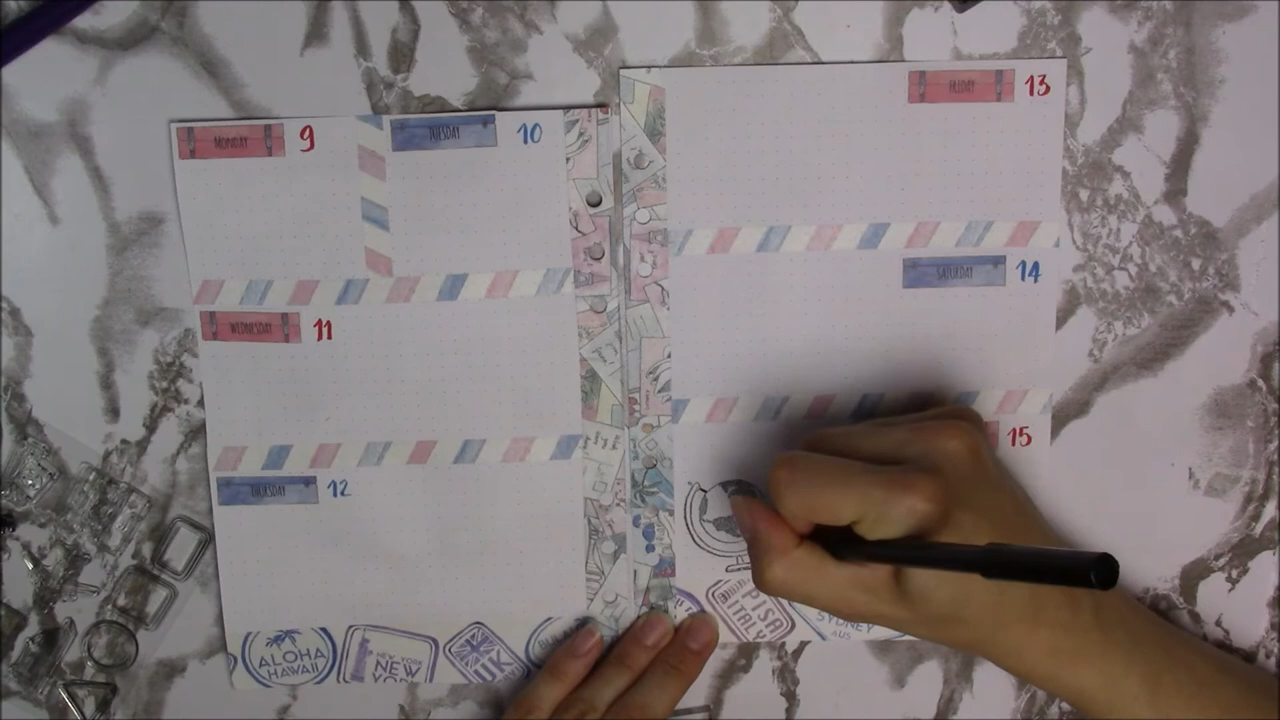 MONDAY 9
TUESDAY 10
WEDNESDAY 11
THURSDAY 12
ALOHA
HAWAII
NEW YORK
NEW
YORK
UK
FRIDAY 13
SATURDAY 14
15
PISA
ITALY
SYDNEY
AUS